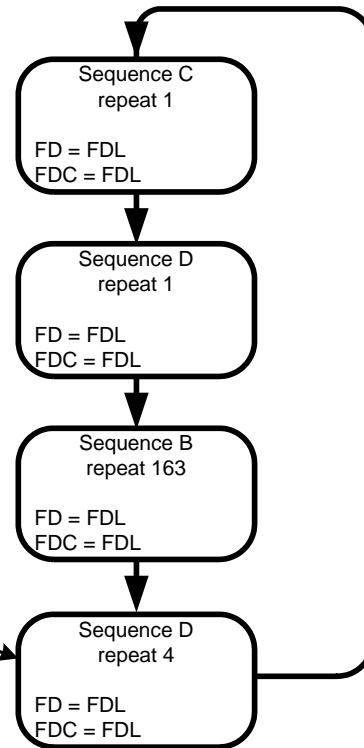 Sequence C
repeat 1
FD = FDL
FDC = FDL
Sequence D
repeat 1
FD = FDL
FDC = FDL
Sequence B
repeat 163
FD = FDL
FDC = FDL
Sequence D
repeat 4
FD = FDL
FDC = FDL